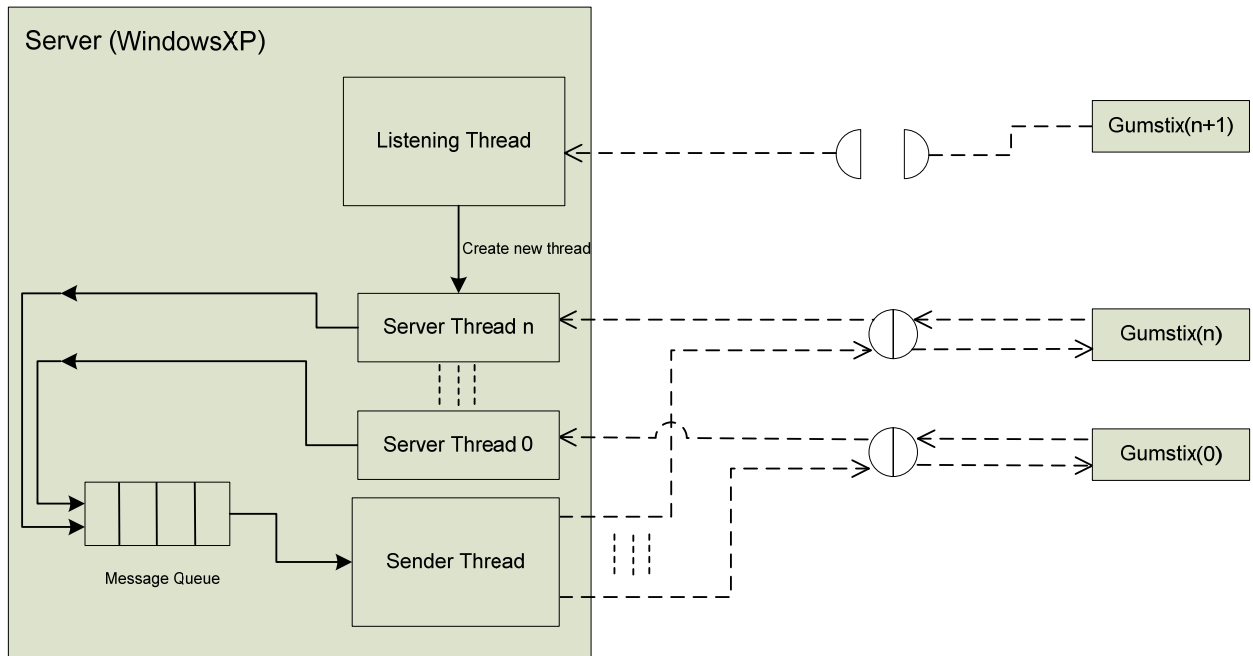 Server (WindowsXP)
Listening Thread
Gumstix(n+1)
Create new thread
Server Thread n
Gumstix(n)
Server Thread 0
Gumstix(0)
Message Queue
Sender Thread